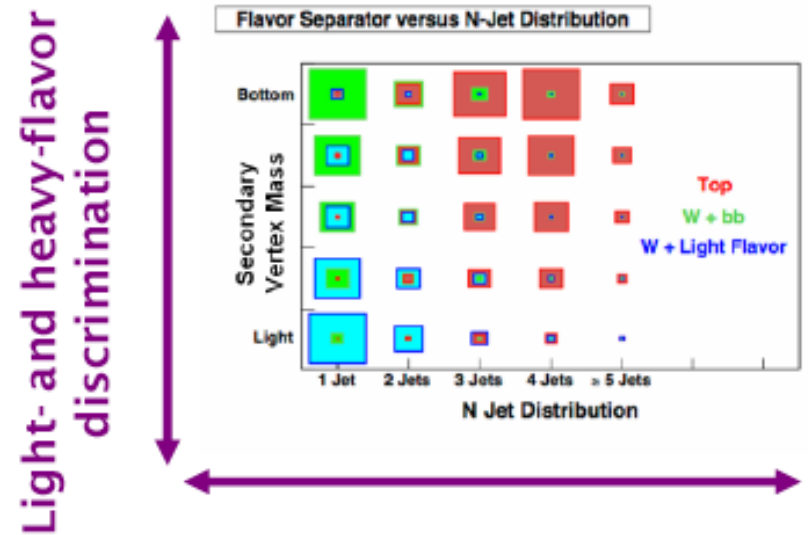 Flavor Separator versus N-Jet Distribution
Light- and heavy-flavor
discrimination
Secondary
Vertex Mass
Bottom
Light
Top
W + bb
W + Light Flavor
1 Jet 2 Jets 3 Jets 4 Jets ≥ 5 Jets
N Jet Distribution